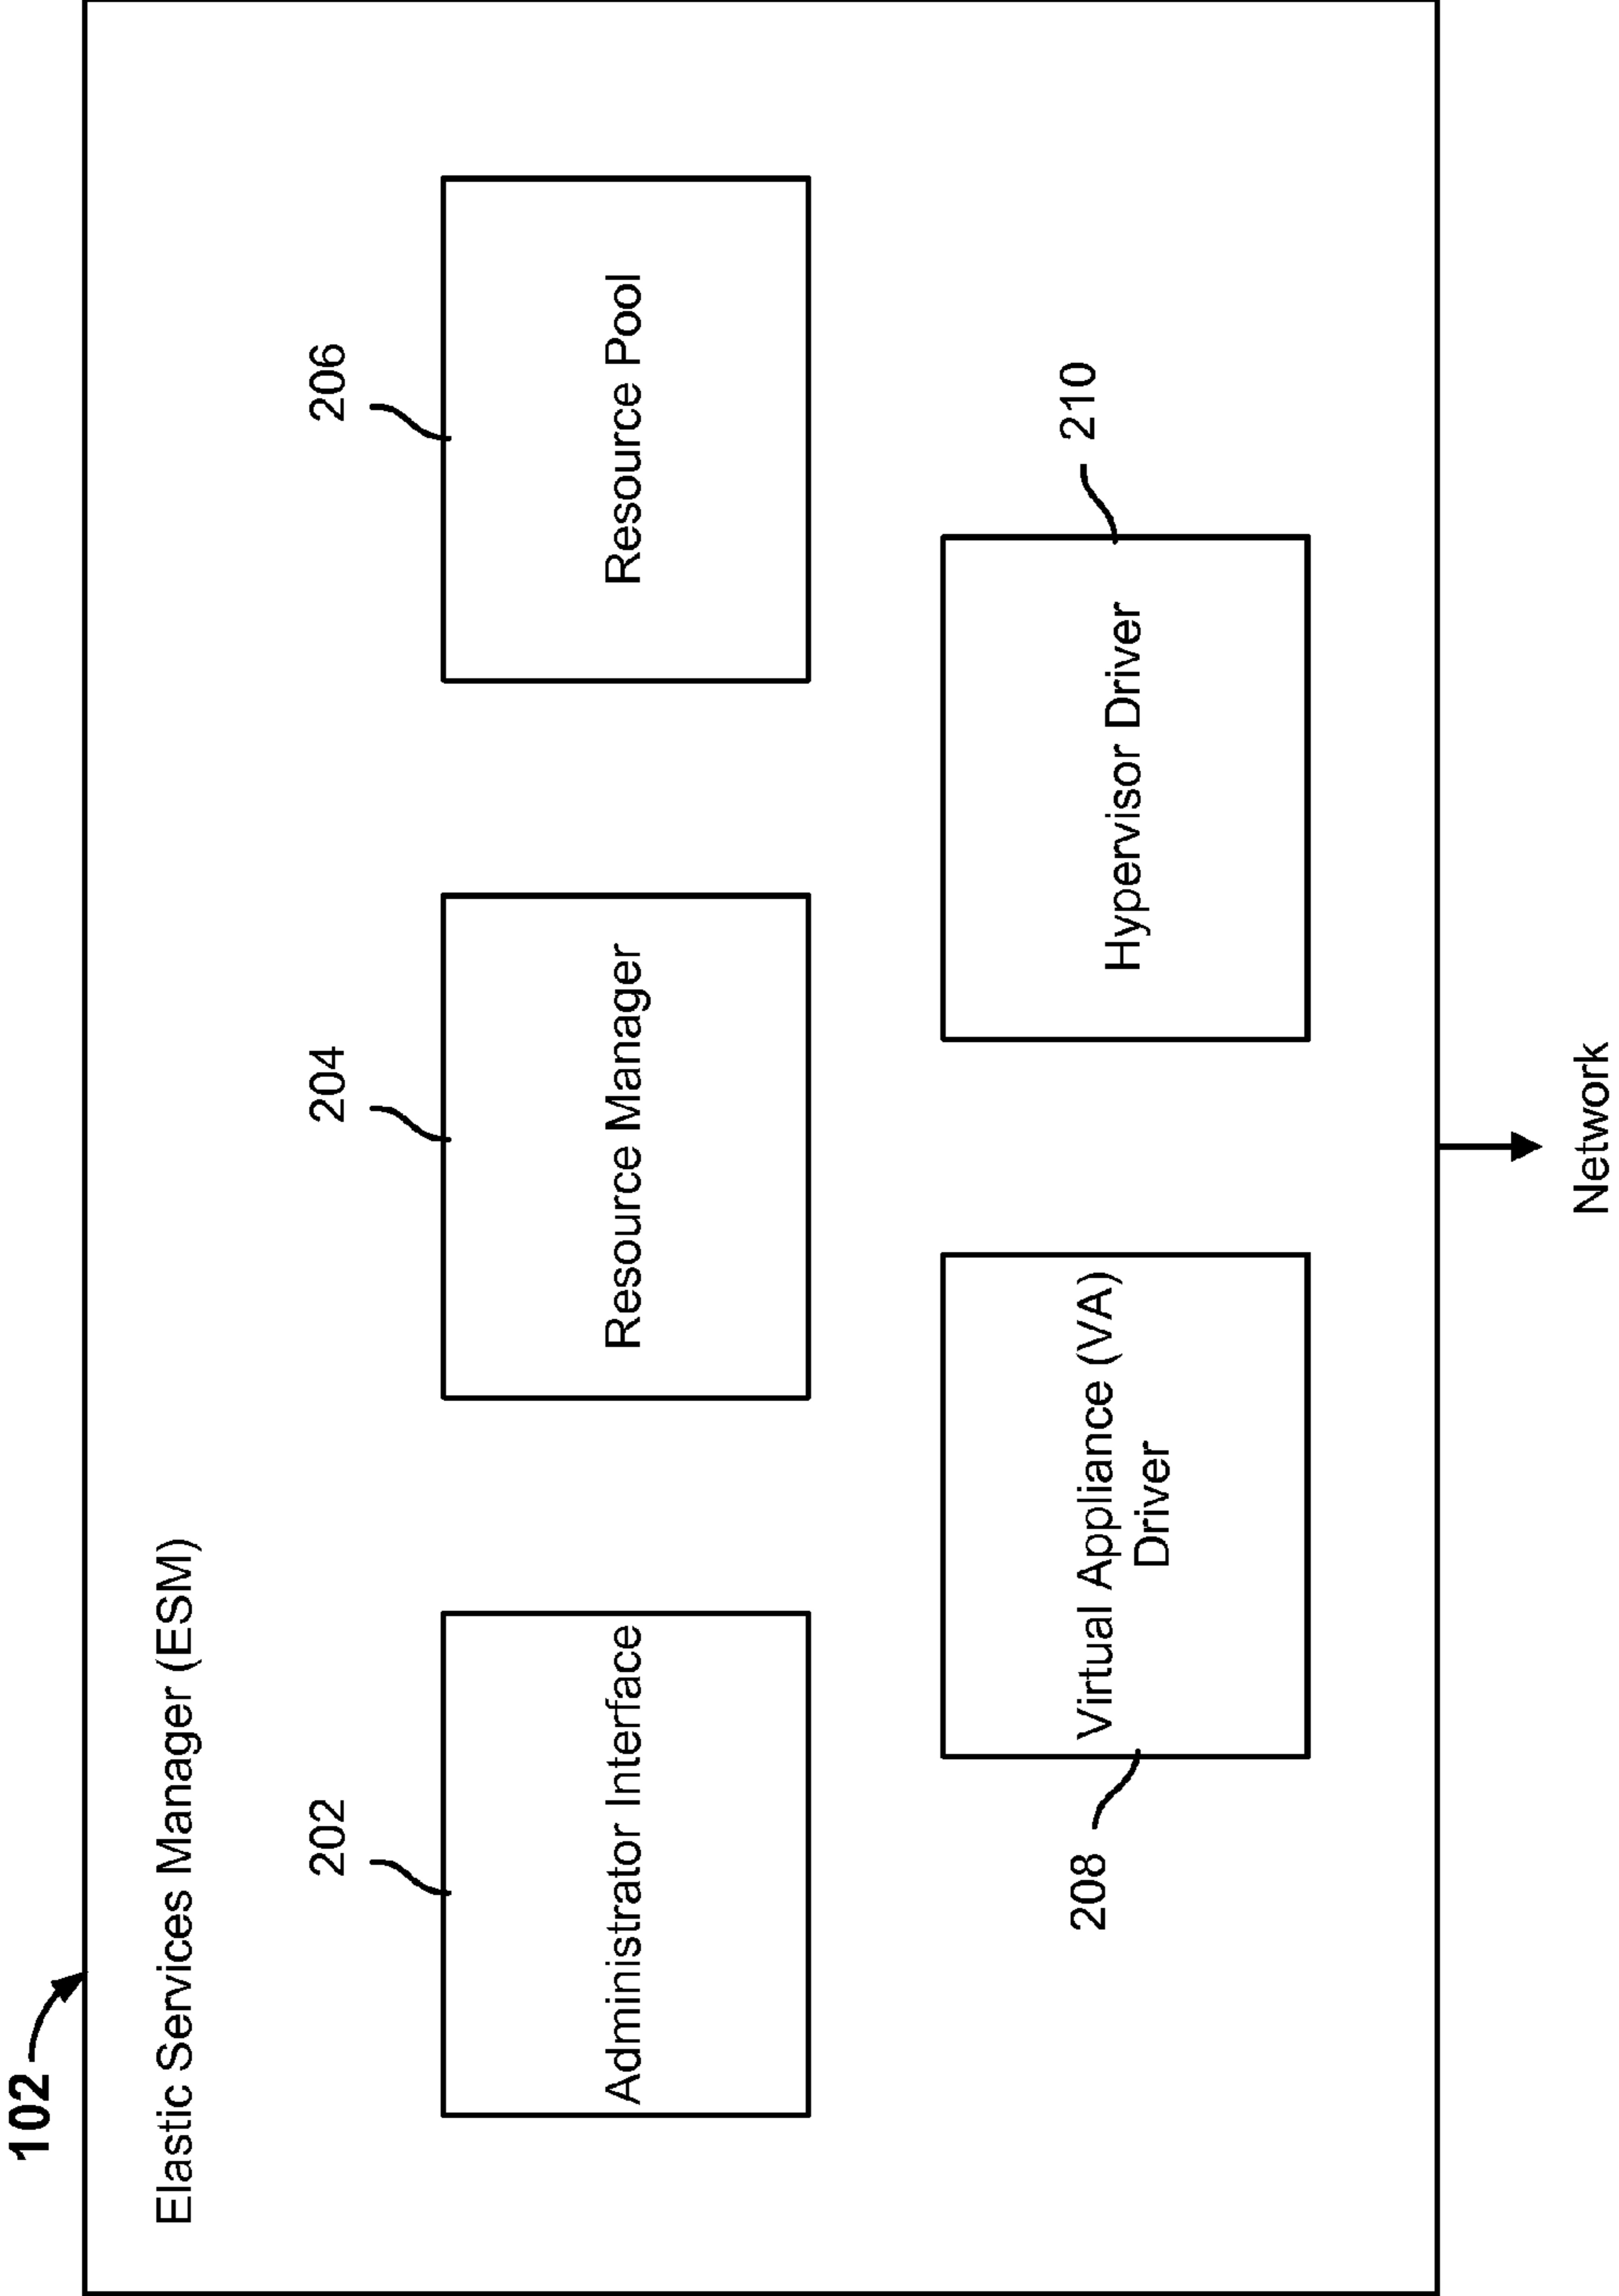 102
Elastic Services Manager (ESM)
202
204
206
Administrator Interface
Resource Manager
Resource Pool
208
210
Virtual Appliance (VA)
Driver
Hypervisor Driver
Network